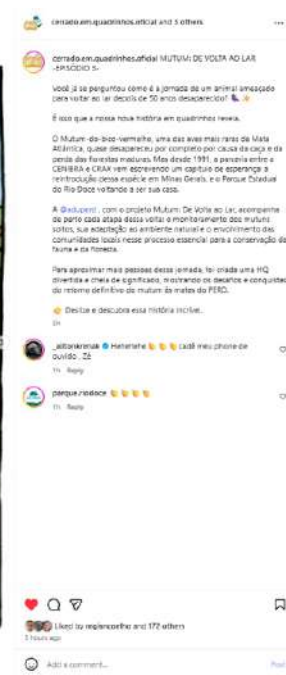 cerrado.em.quadrinhos.oficial and 3 others
cerrado.em.quadrinhos.oficial MUTUM: DE VOLTA AO LAR
-EPISÓDIO 5-
Você já se perguntou como é a jornada de um animal ameaçado
para voltar ao lar depois de 50 anos desaparecido?
É isso que a nossa nova história em quadrinhos revela.
O Mutum-do-bico-vermelho, uma das aves mais raras da Mata
Atlântica, quase desapareceu por completo por causa da caça e da
perda das florestas maduras. Mas desde 1991, a parceria entre a
CENIBRA e CRAX vem escrevendo um capítulo de esperança: a
reintrodução dessa espécie em Minas Gerais, e o Parque Estadual
do Rio Doce voltando a ser sua casa.
A com o projeto Mutum: De Volta ao Lar, acompanha
de perto cada etapa dessa volta: o monitoramento dos mutuns
soltos, sua adaptação ao ambiente natural e o envolvimento das
comunidades locais nesse processo essencial para a conservação da
fauna e da floresta.
Para aproximar mais pessoas dessa jornada, foi criada uma HQ
divertida e cheia de significado, mostrando os desafios e conquistas
do retorno definitivo do mutum às matas do PERD.
Deslize e descubra essa história incrível.
_ailtonkrenak Hehehehe cadê meu phone de
ouvido . Zé
1h Reply
parque.riodoce
1h Reply
Liked by and 172 others
3 hours ago
Add a comment...
Post